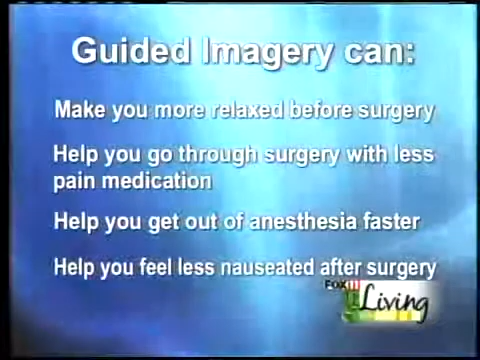 Guided Imagery can:
Make you more relaxed before surgery
Help you go through surgery with less
pain medication
Help you get out of anesthesia faster
Help you feel less nauseated after surgery
FOX
Living